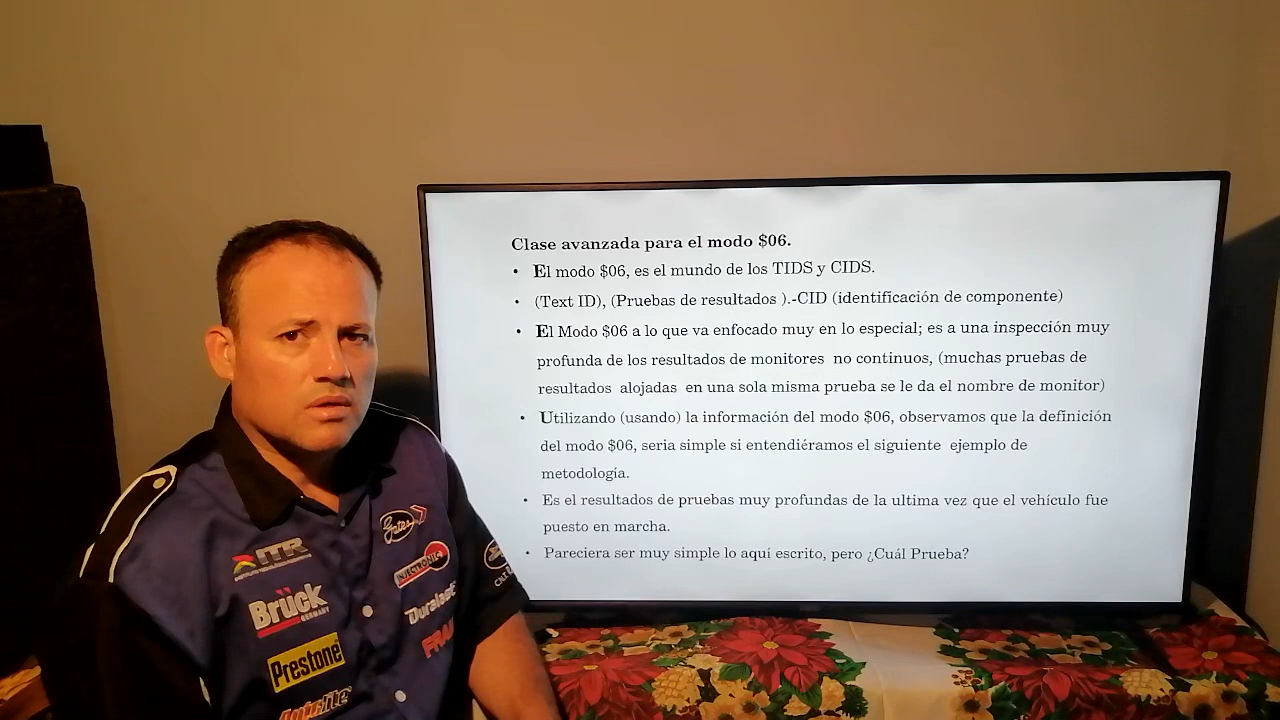 Clase avanzada para el modo $06.
• El modo $06, es el mundo de los TIDS y CIDS.
• (Text ID), (Pruebas de resultados ).-CID (identificación de componente)
• El Modo $06 a lo que va enfocado muy en lo especial; es a una inspección muy
profunda de los resultados de monitores no continuos, (muchas pruebas de
resultados alojadas en una sola misma prueba se le da el nombre de monitor)
• Utilizando (usando) la información del modo $06, observamos que la definición
del modo $06, seria simple si entendiéramos el siguiente ejemplo de
metodología.
• Es el resultados de pruebas muy profundas de la ultima vez que el vehículo fue
puesto en marcha.
• Pareciera ser muy simple lo aquí escrito, pero ¿Cuál Prueba?
Gates
ITR
Brück
GERMANY
Duralast
Prestone
Autolite